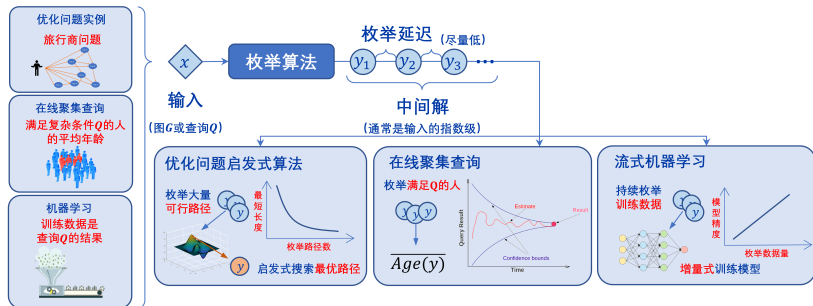 优化问题实例
旅行商问题
在线聚集查询
满足复杂条件Q的人
的平均年龄
机器学习
训练数据是
查询Q的结果
x
输入
(图G或查询Q)
枚举算法
枚举延迟 (尽量低)
y₁ y₂ y₃ ···
中间解
(通常是输入的指数级)
优化问题启发式算法
枚举大量
可行路径
y
最短长度
枚举路径数
y
启发式搜索最优路径
在线聚集查询
枚举满足Q的人
y y y
Age(y)
Query Result
Estimate
Result
Confidence bounds
Time
流式机器学习
持续枚举
训练数据
y
模型精度
枚举数据量
增量式训练模型